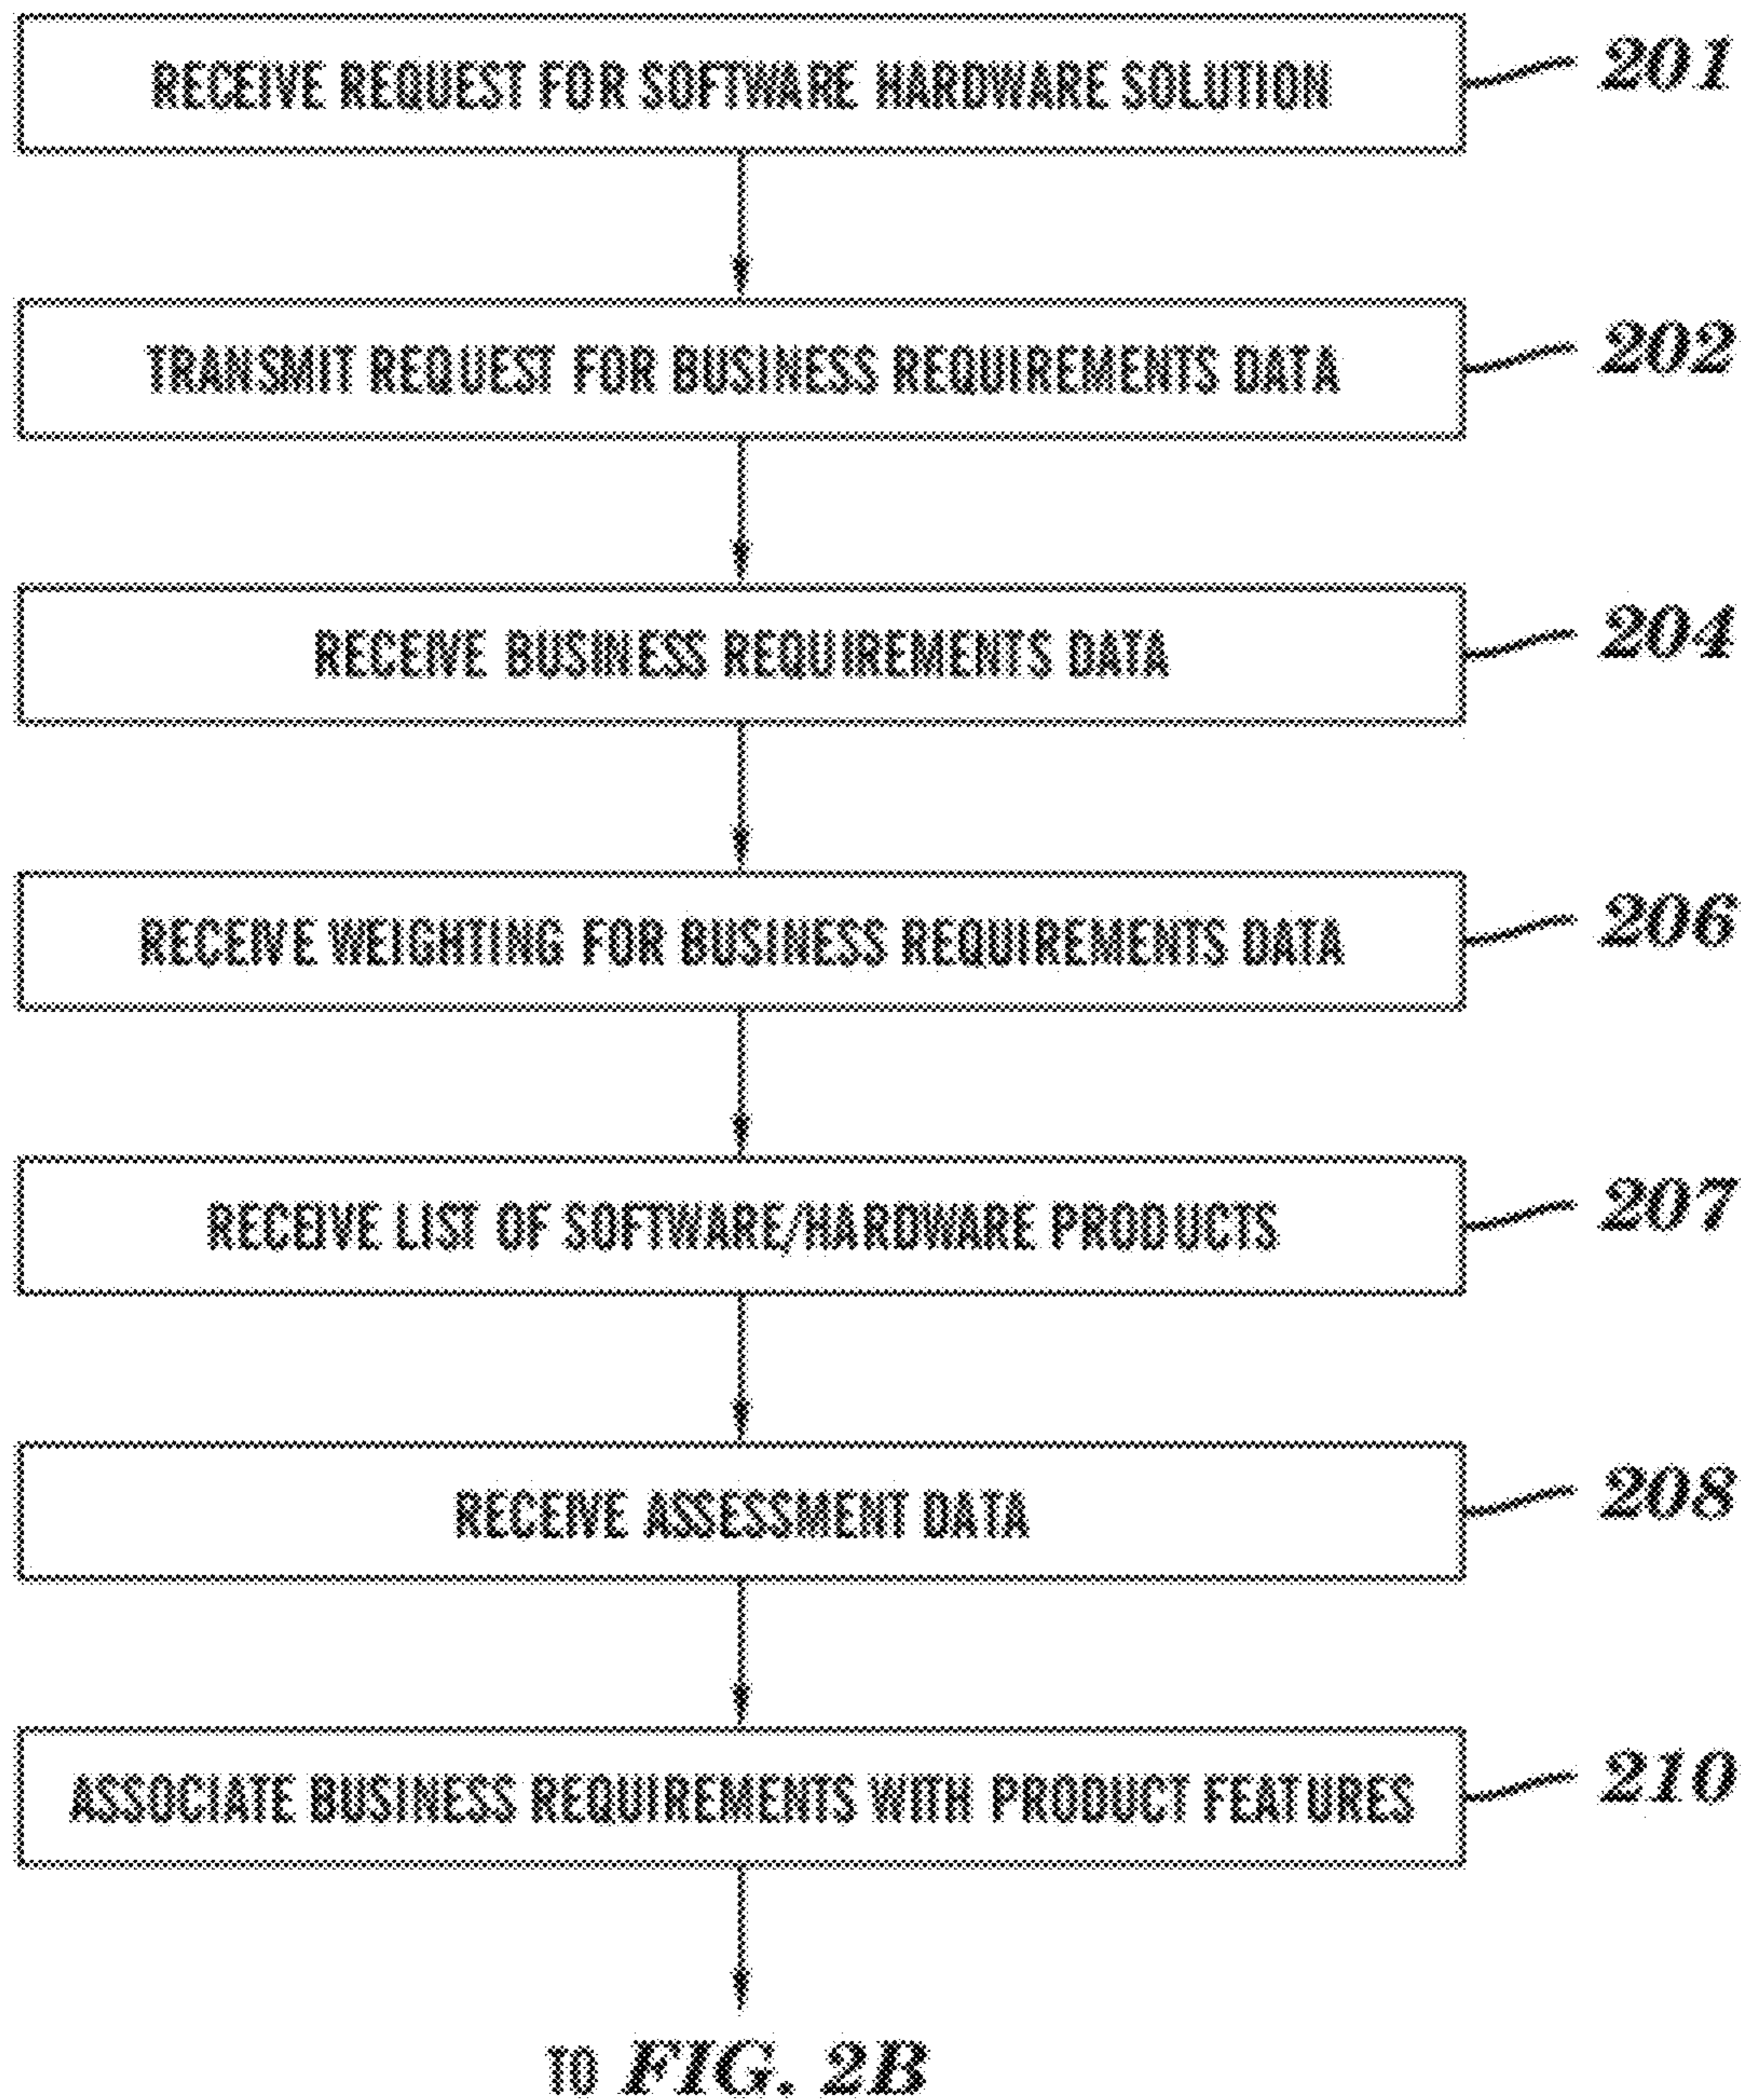 RECEIVE REQUEST FOR SOFTWARE HARDWARE SOLUTION
201
TRANSMIT REQUEST FOR BUSINESS REQUIREMENTS DATA
202
RECEIVE BUSINESS REQUIREMENTS DATA
204
RECEIVE WEIGHTING FOR BUSINESS REQUIREMENTS DATA
206
RECEIVE LIST OF SOFTWARE/HARDWARE PRODUCTS
207
RECEIVE ASSESSMENT DATA
208
ASSOCIATE BUSINESS REQUIREMENTS WITH PRODUCT FEATURES
210
TO FIG. 2B